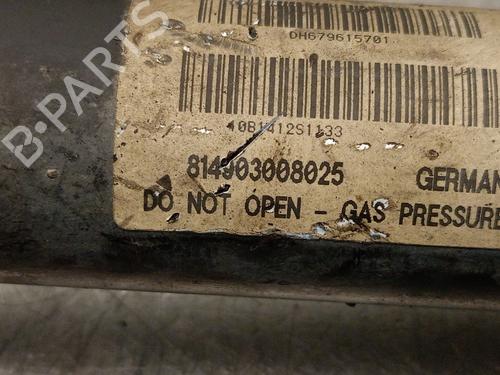 DH679615701
40B1412S1133
814903008025 GERMAN
DO NOT OPEN - GAS PRESSURE
B-PARTS